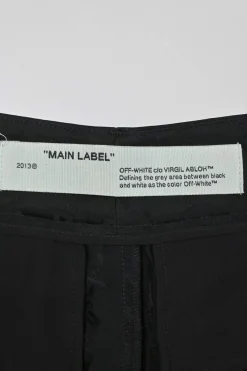 "MAIN LABEL"
2013®
OFF-WHITE c/o VIRGIL ABLOH™
Defining the grey area between black
and white as the color Off-White™